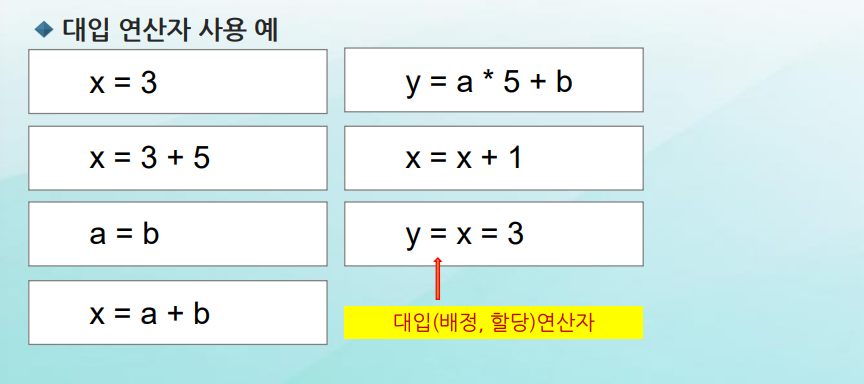 대입 연산자 사용 예
x = 3
y = a * 5 + b
x = 3 + 5
x = x + 1
a = b
y = x = 3
x = a + b
대입(배정, 할당)연산자